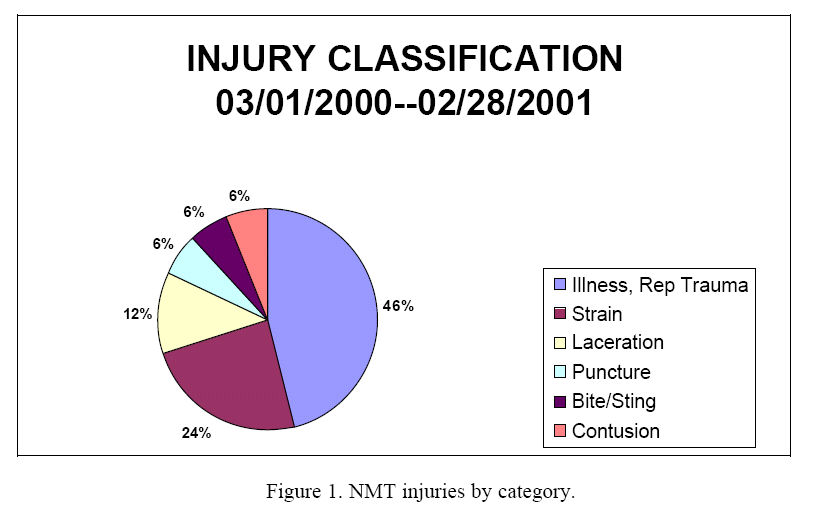 INJURY CLASSIFICATION
03/01/2000--02/28/2001
6%
6%
6%
12%
46%
24%
Illness, Rep Trauma
Strain
Laceration
Puncture
Bite/Sting
Contusion
Figure 1. NMT injuries by category.